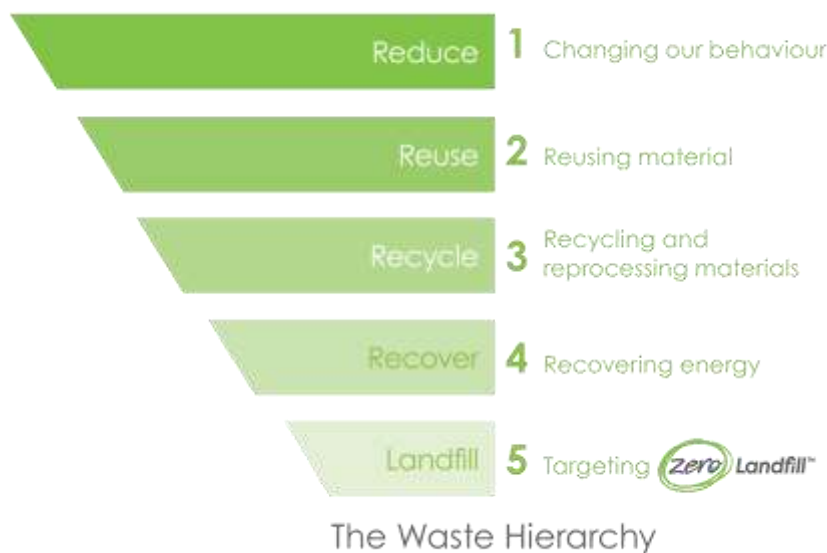 Reduce 1 Changing our behaviour
Reuse 2 Reusing material
Recycle 3 Recycling and
reprocessing materials
Recover 4 Recovering energy
Landfill 5 Targeting Zero Landfill™
The Waste Hierarchy